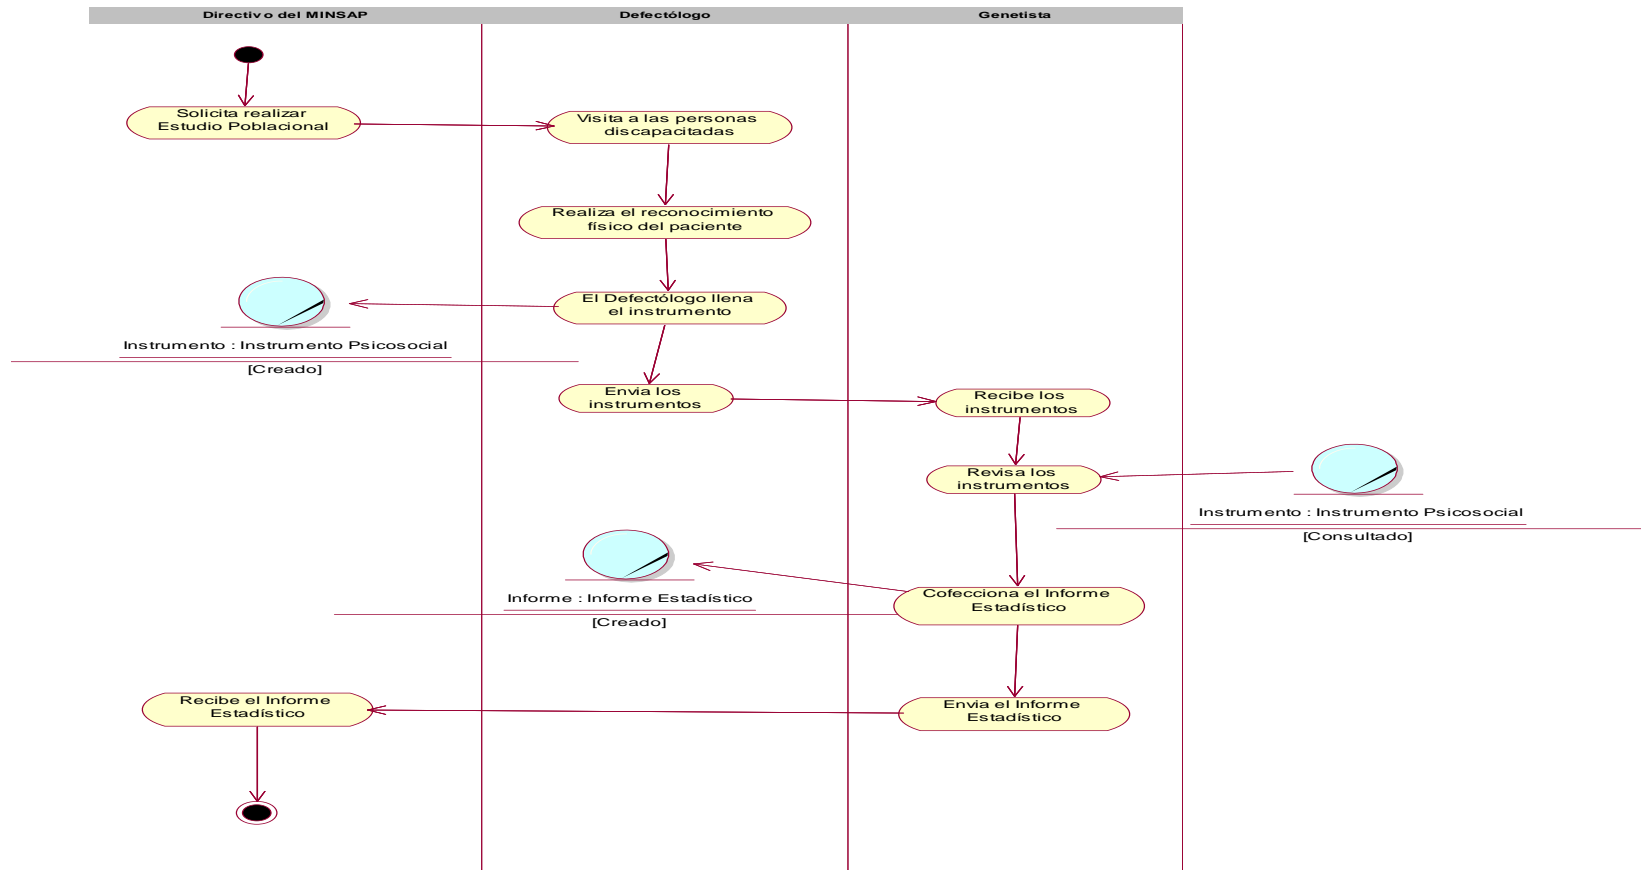 Directivo del MINSAP
Defectólogo
Genetista
Solicita realizar
Estudio Poblacional
Visita a las personas
discapacitadas
Realiza el reconocimiento
físico del paciente
El Defectólogo llena
el instrumento
Instrumento : Instrumento Psicosocial
[Creado]
Envia los
instrumentos
Recibe los
instrumentos
Revisa los
instrumentos
Instrumento : Instrumento Psicosocial
[Consultado]
Informe : Informe Estadístico
[Creado]
Cofecciona el Informe
Estadístico
Recibe el Informe
Estadístico
Envia el Informe
Estadístico